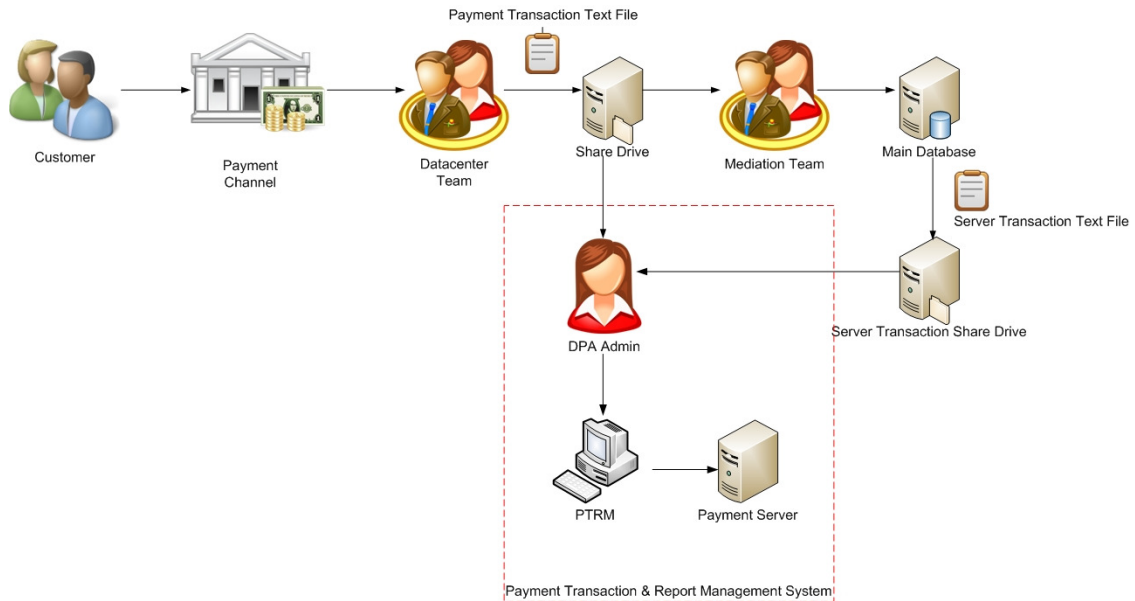 Payment Transaction Text File
Customer
Payment
Channel
Datacenter
Team
Share Drive
Mediation Team
Main Database
Server Transaction Text File
Server Transaction Share Drive
DPA Admin
PTRM
Payment Server
Payment Transaction & Report Management System